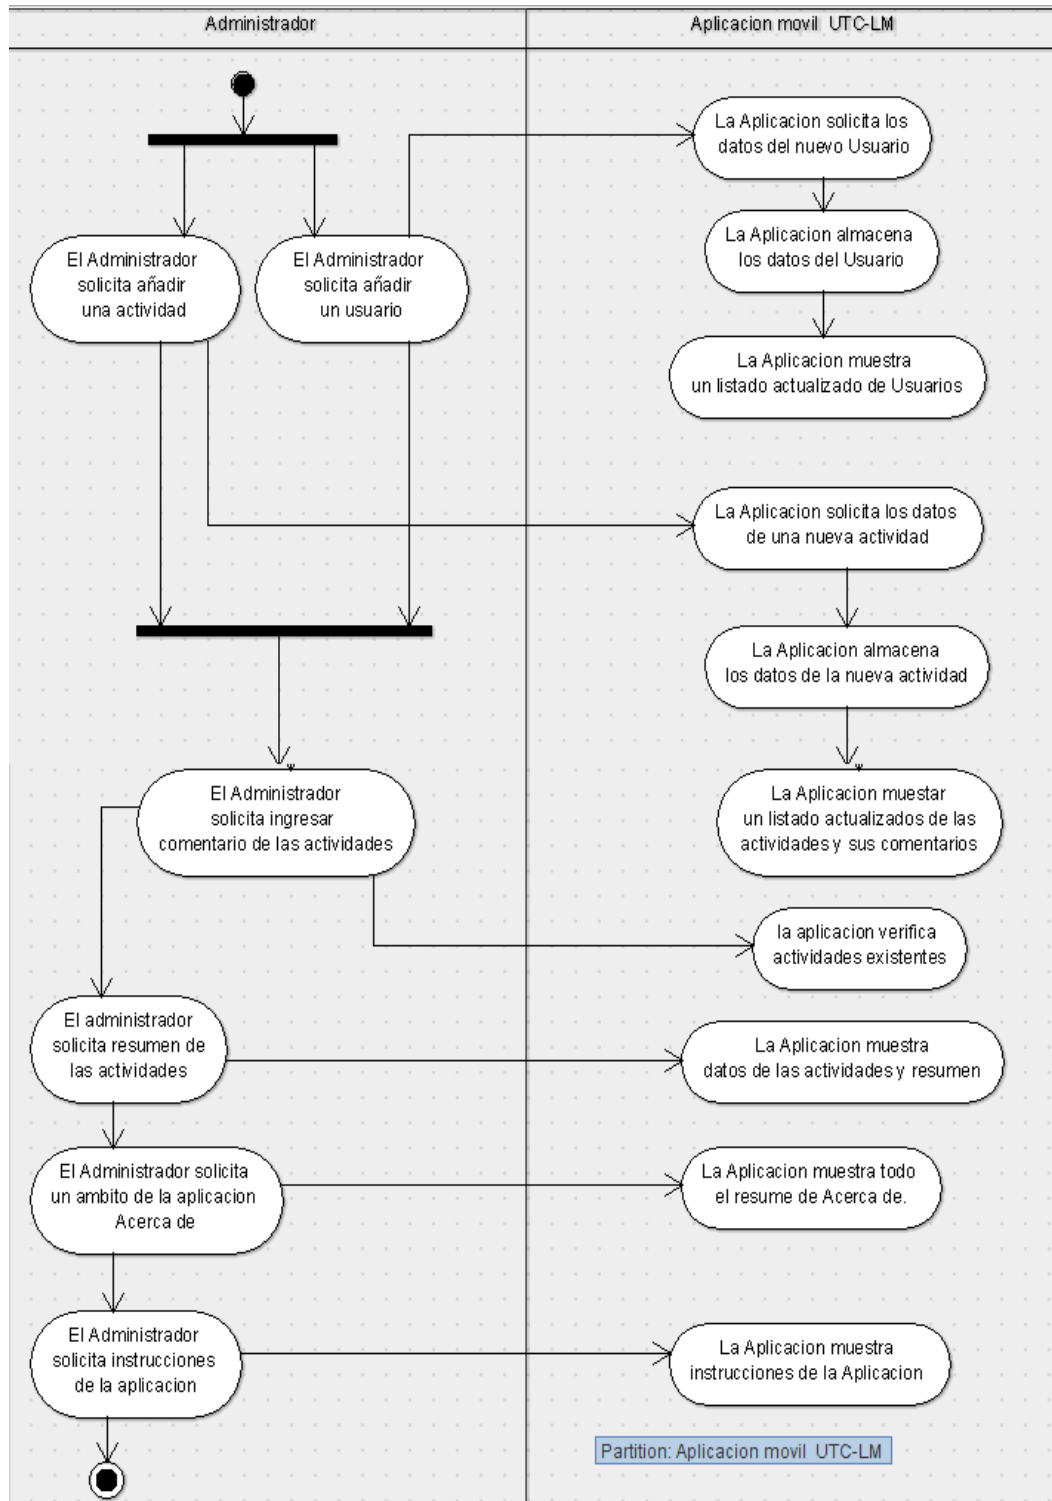 Administrador
Aplicacion movil UTC-LM
La Aplicacion solicita los
datos del nuevo Usuario
El Administrador
solicita añadir
una actividad
El Administrador
solicita añadir
un usuario
La Aplicacion almacena
los datos del Usuario
La Aplicacion muestra
un listado actualizado de Usuarios
La Aplicacion solicita los datos
de una nueva actividad
La Aplicacion almacena
los datos de la nueva actividad
El Administrador
solicita ingresar
comentario de las actividades
La Aplicacion muestar
un listado actualizados de las
actividades y sus comentarios
la aplicacion verifica
actividades existentes
El administrador
solicita resumen de
las actividades
La Aplicacion muestra
datos de las actividades y resumen
El Administrador solicita
un ambito de la aplicacion
Acerca de
La Aplicacion muestra todo
el resume de Acerca de.
El Administrador
solicita instrucciones
de la aplicacion
La Aplicacion muestra
instrucciones de la Aplicacion
Partition: Aplicacion movil UTC-LM